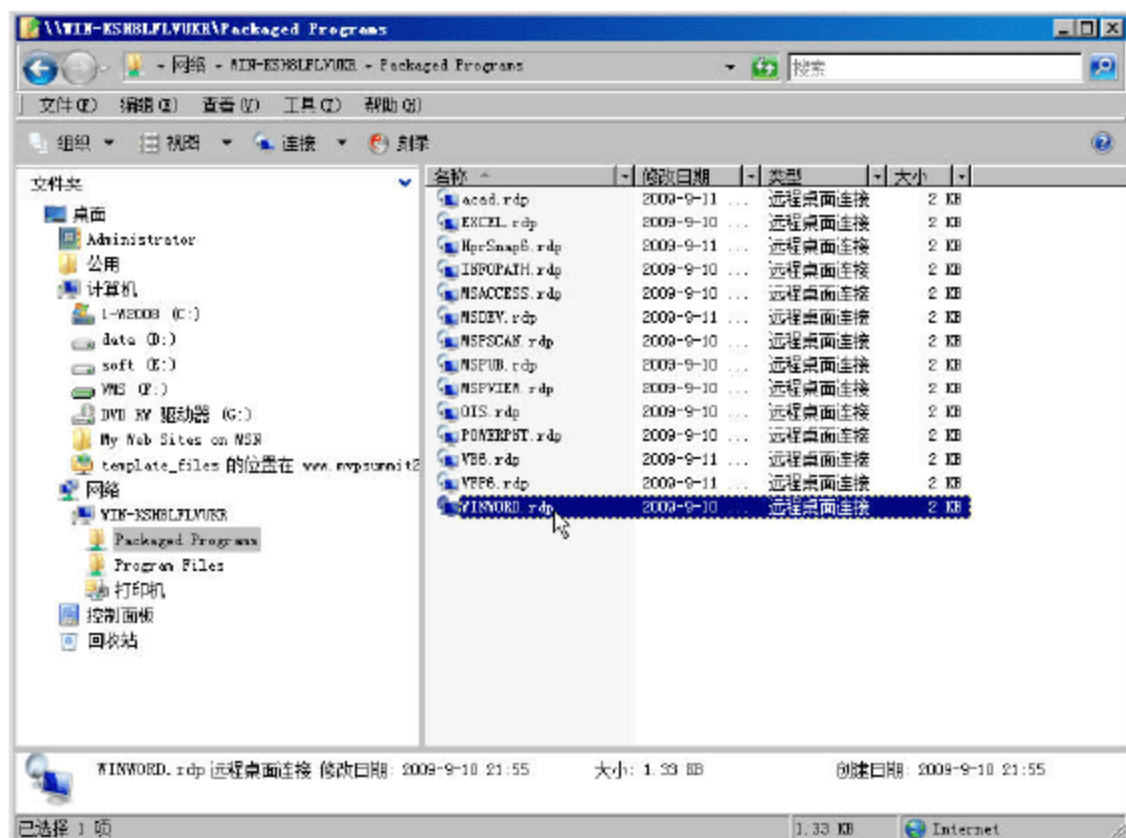 \\WIN-KSH8LFLVUKR\Packaged Programs
网络 - WIN-KSH8LFLVUKR - Packaged Programs
搜索
文件(F) 编辑(E) 查看(V) 工具(T) 帮助(H)
组织 视图 连接 刻录
文件夹
桌面
Administrator
公用
计算机
1-W2008 (C:)
data (D:)
soft (E:)
VMS (F:)
DVD RW 驱动器 (G:)
My Web Sites on MSN
template_files 的位置在 www.mvpsummit2
网络
WIN-KSH8LFLVUKR
Packaged Programs
Program Files
打印机
控制面板
回收站
名称 修改日期 类型 大小
acad.rdp 2009-9-11 ... 远程桌面连接 2 KB
EXCEL.rdp 2009-9-10 ... 远程桌面连接 2 KB
HprSnap6.rdp 2009-9-11 ... 远程桌面连接 2 KB
INFOPATH.rdp 2009-9-10 ... 远程桌面连接 2 KB
MSACCESS.rdp 2009-9-10 ... 远程桌面连接 2 KB
MSDEV.rdp 2009-9-11 ... 远程桌面连接 2 KB
MSPSCAN.rdp 2009-9-10 ... 远程桌面连接 2 KB
MSPUB.rdp 2009-9-10 ... 远程桌面连接 2 KB
MSPVIEW.rdp 2009-9-10 ... 远程桌面连接 2 KB
OIS.rdp 2009-9-10 ... 远程桌面连接 2 KB
POWERPNT.rdp 2009-9-10 ... 远程桌面连接 2 KB
VB6.rdp 2009-9-11 ... 远程桌面连接 2 KB
VFP6.rdp 2009-9-11 ... 远程桌面连接 2 KB
WINWORD.rdp 2009-9-10 ... 远程桌面连接 2 KB
WINWORD.rdp 远程桌面连接 修改日期: 2009-9-10 21:55 大小: 1.33 KB 创建日期: 2009-9-10 21:55
已选择 1 项 1.33 KB Internet